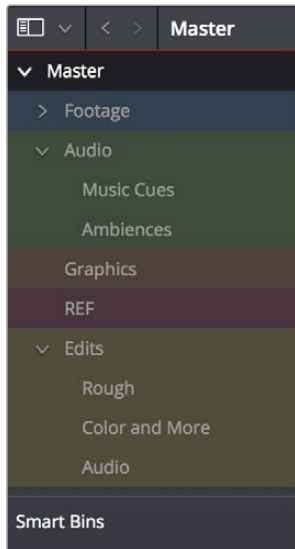 Master
Master
Footage
Audio
Music Cues
Ambiences
Graphics
REF
Edits
Rough
Color and More
Audio
Smart Bins